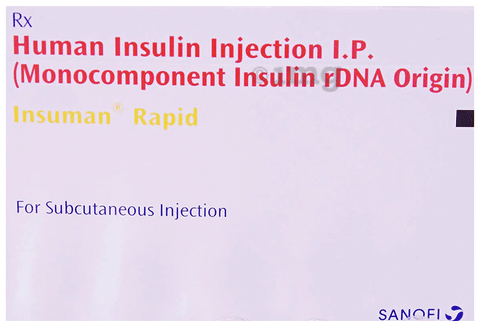 Rx
Human Insulin Injection I.P.
(Monocomponent Insulin rDNA Origin)
Insuman® Rapid
For Subcutaneous Injection
SANOFI